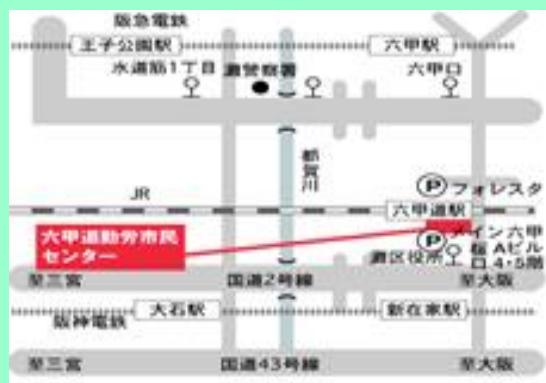 阪急電鉄
王子公園駅
六甲駅
水道筋1丁目
灘警察署
六甲口
都賀川
JR
P フォレスタ
六甲道駅
六甲道勤労市民
センター
P メイン六甲
Aビル
4・5階
桜口
灘区役所
至三宮
国道2号線
至大阪
阪神電鉄
大石駅
新在家駅
至三宮
国道43号線
至大阪